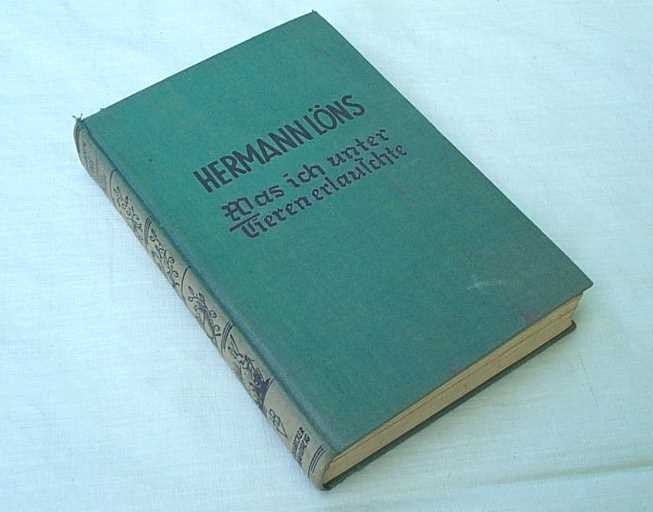 HERMANN LÖNS
Was ich unter
Tieren erlauschte